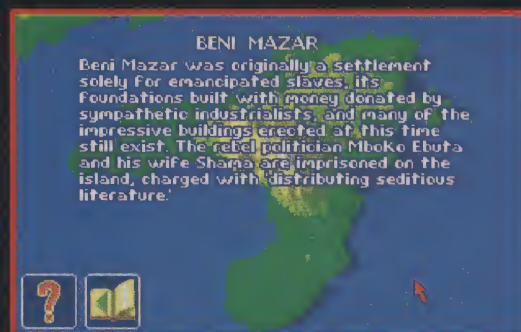 BENI MAZAR
Beni Mazar was originally a settlement
solely for emancipated slaves, its
foundations built with money donated by
sympathetic industrialists, and many of the
impressive buildings erected at this time
still exist. The rebel politician Mboko Ebuta
and his wife Shama are imprisoned on the
island, charged with 'distributing seditious
literature.'
?